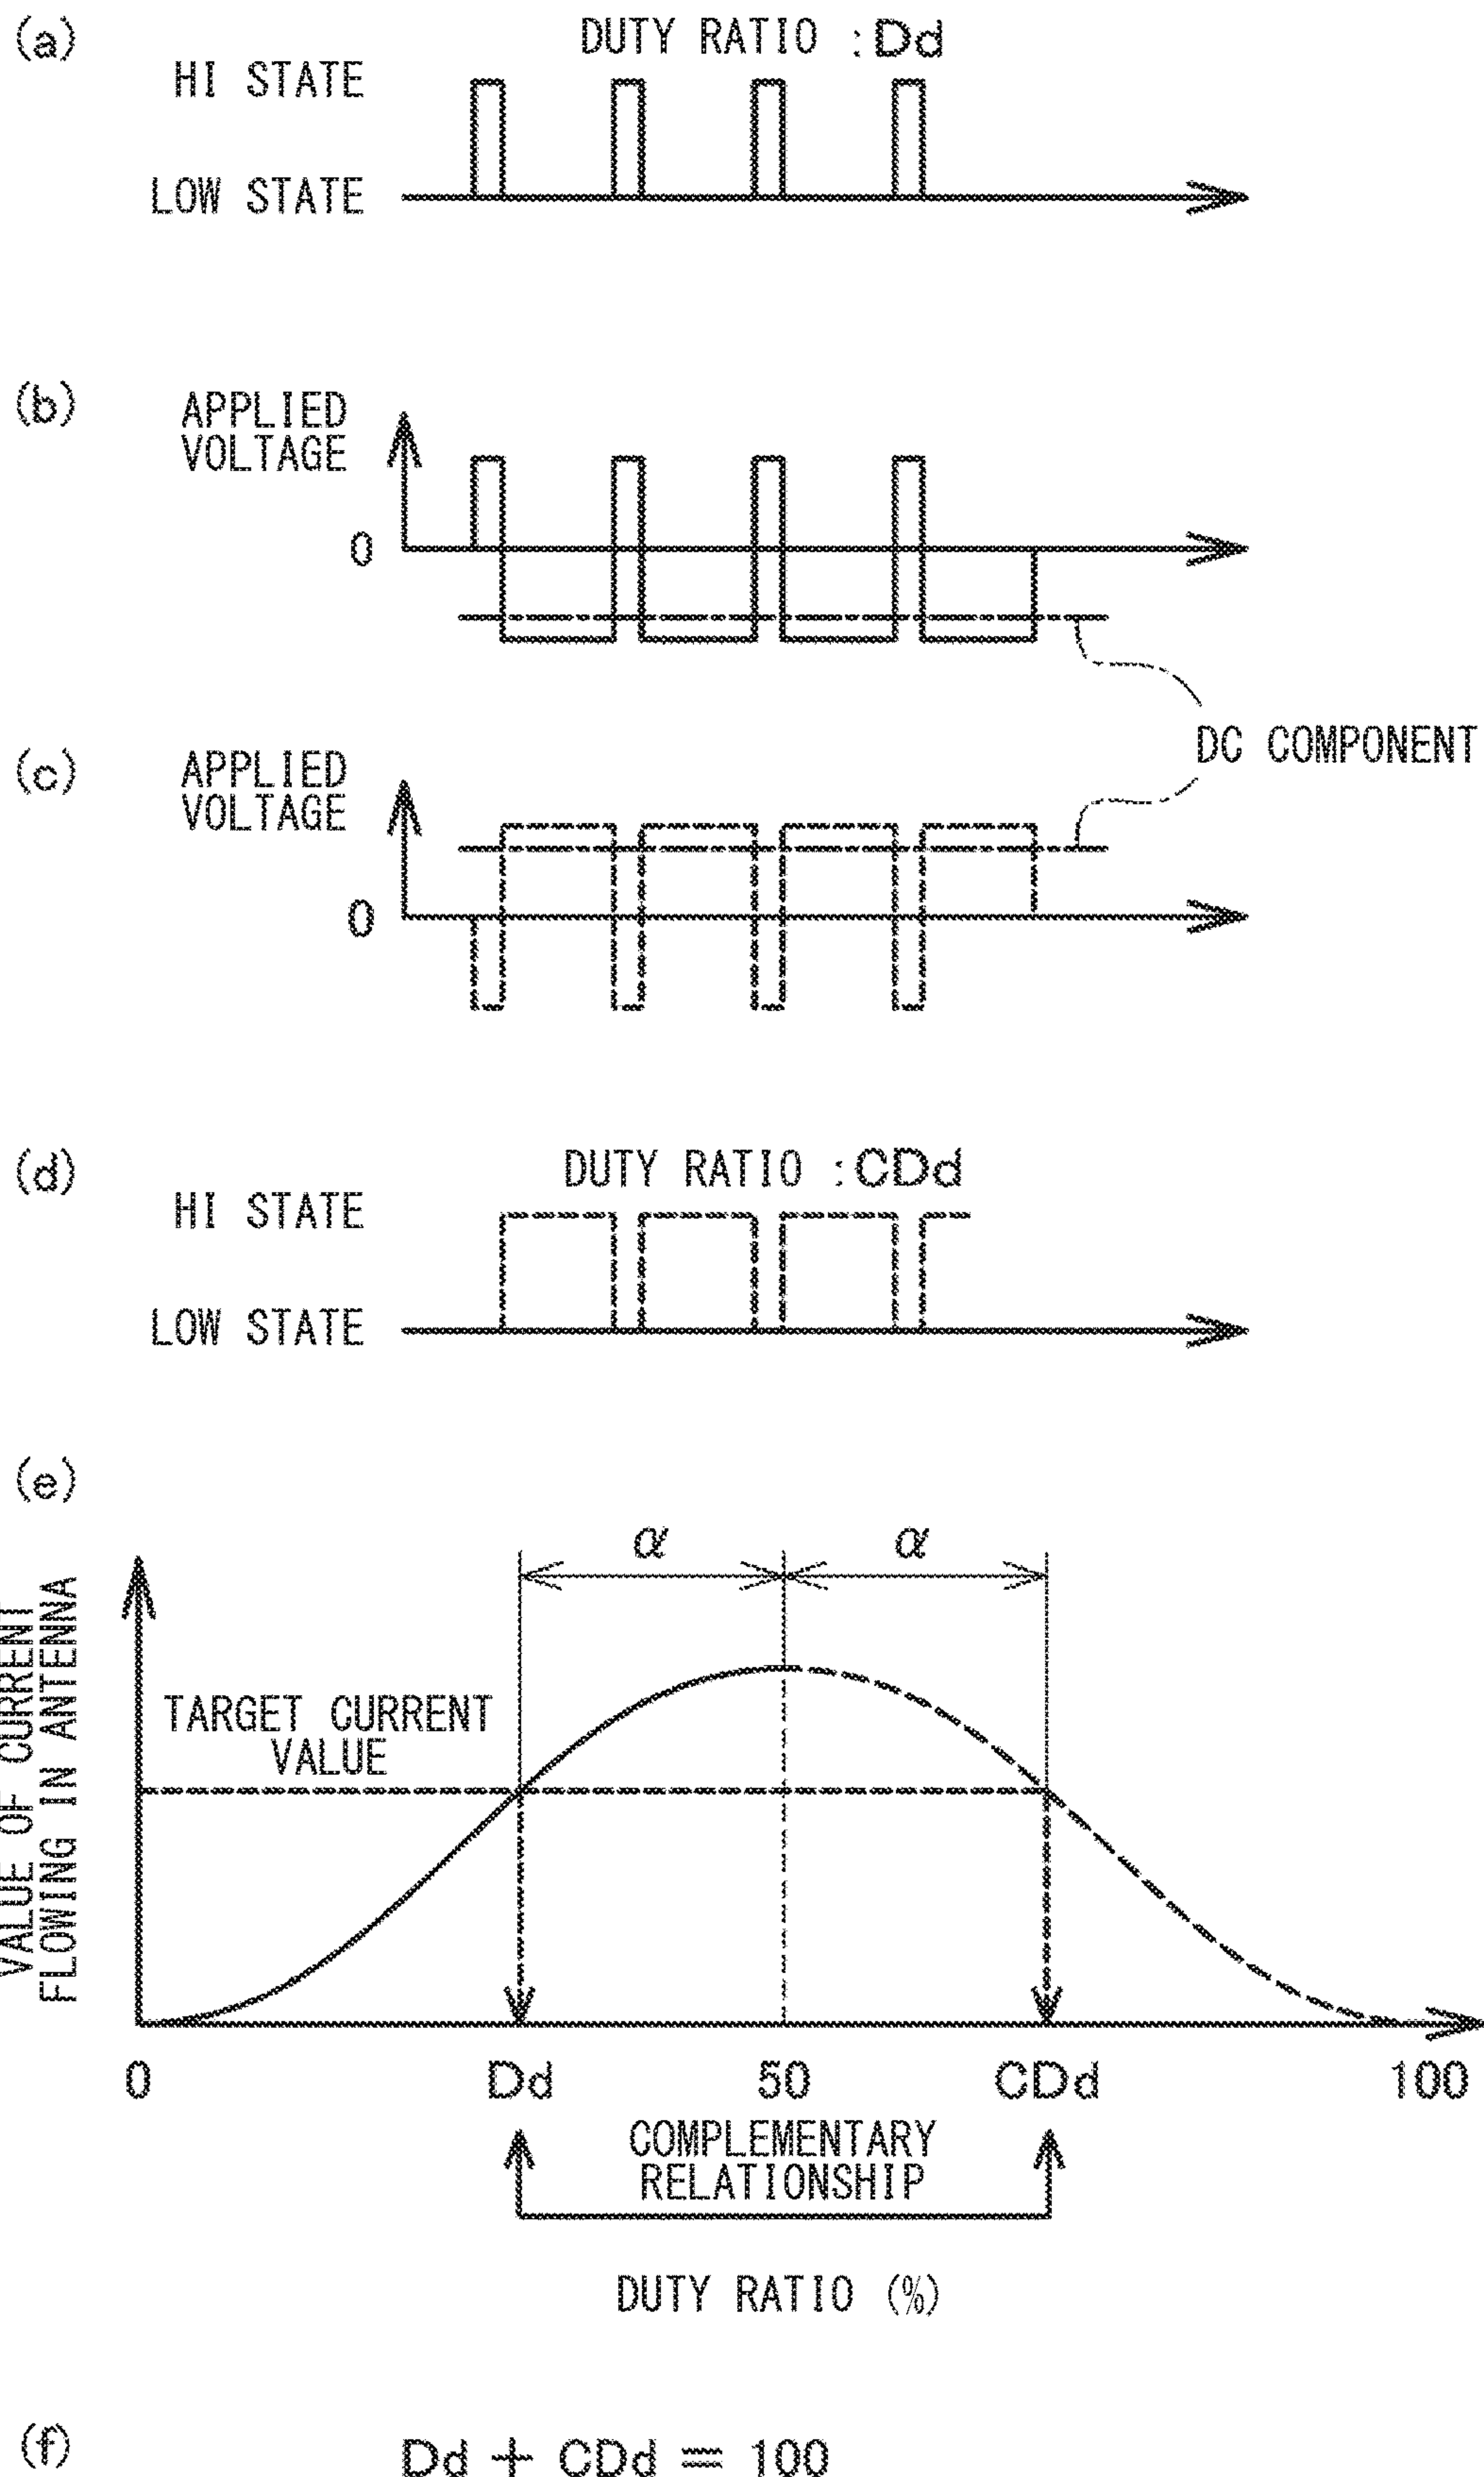 (a)
DUTY RATIO :Dd
HI STATE
LOW STATE
(b)
APPLIED
VOLTAGE
0
DC COMPONENT
(c)
APPLIED
VOLTAGE
0
(d)
DUTY RATIO :CDd
HI STATE
LOW STATE
(e)
α
α
VALUE OF CURRENT
FLOWING IN ANTENNA
TARGET CURRENT
VALUE
0
Dd
50
CDd
100
COMPLEMENTARY
RELATIONSHIP
DUTY RATIO (%)
(f)
Dd + CDd = 100